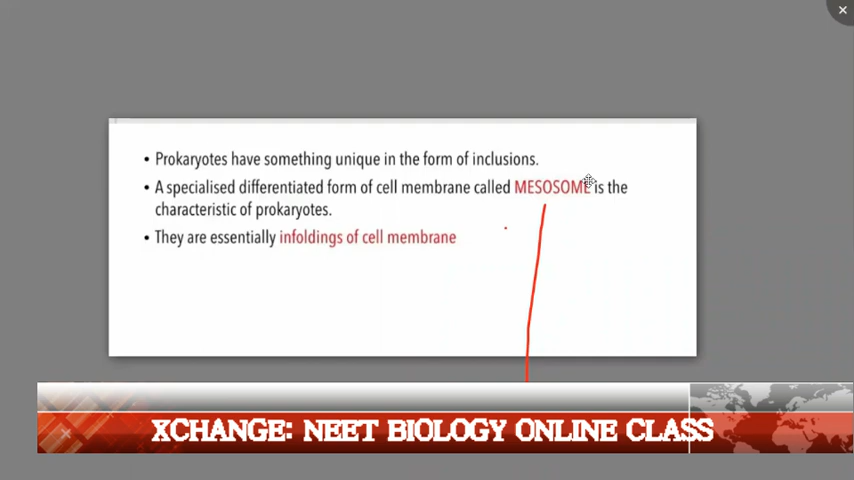 • Prokaryotes have something unique in the form of inclusions.
• A specialised differentiated form of cell membrane called MESOSOME is the
characteristic of prokaryotes.
• They are essentially infoldings of cell membrane
XCHANGE: NEET BIOLOGY ONLINE CLASS